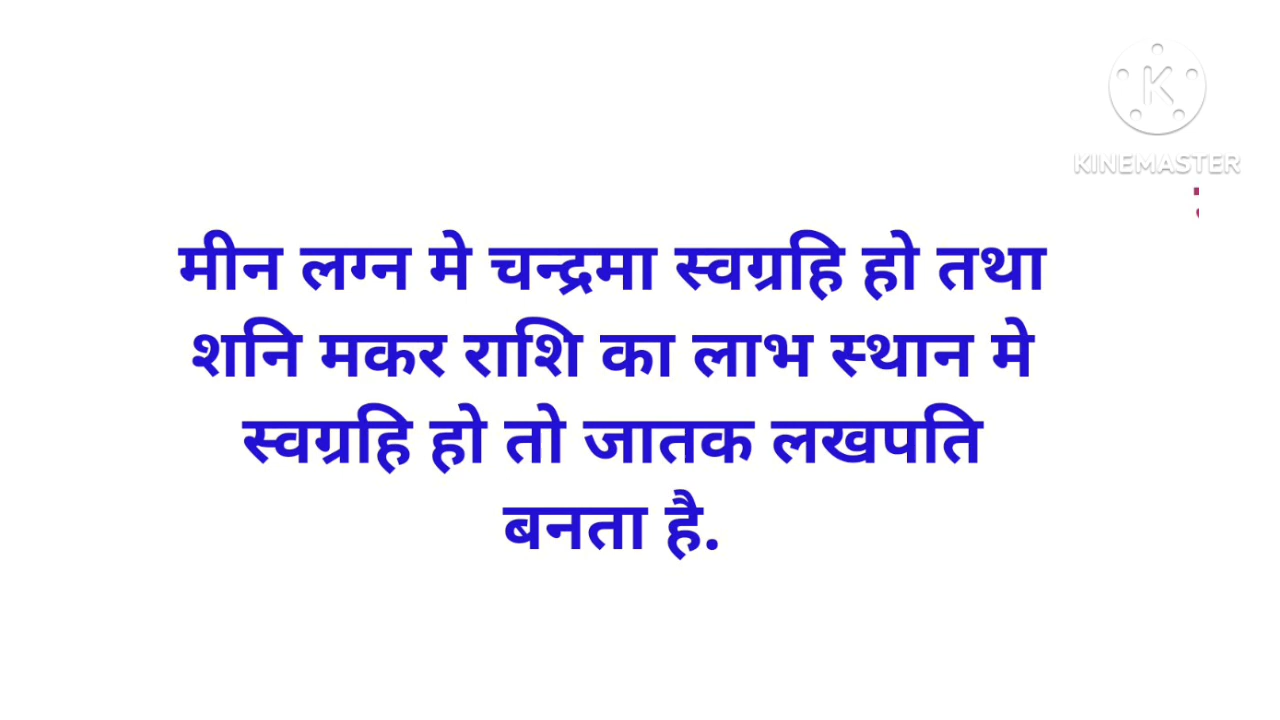 KINEMASTER
मीन लग्न मे चन्द्रमा स्वग्रहि हो तथा
शनि मकर राशि का लाभ स्थान मे
स्वग्रहि हो तो जातक लखपति
बनता है.